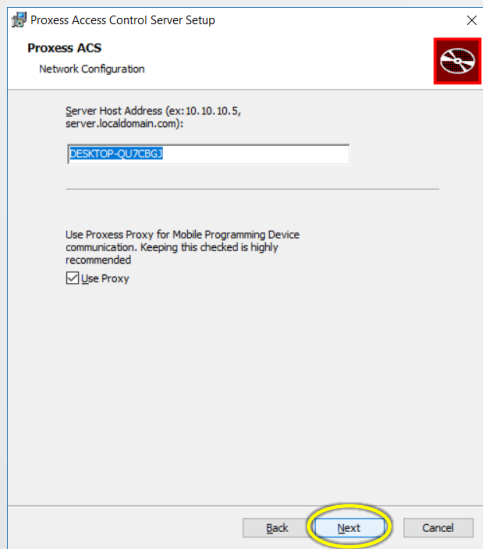 Proxess Access Control Server Setup
Proxess ACS
Network Configuration
Server Host Address (ex:10.10.10.5,
server.localdomain.com):
DESKTOP-QU7CBGJ
Use Proxess Proxy for Mobile Programming Device
communication. Keeping this checked is highly
recommended
Use Proxy
Back Next Cancel